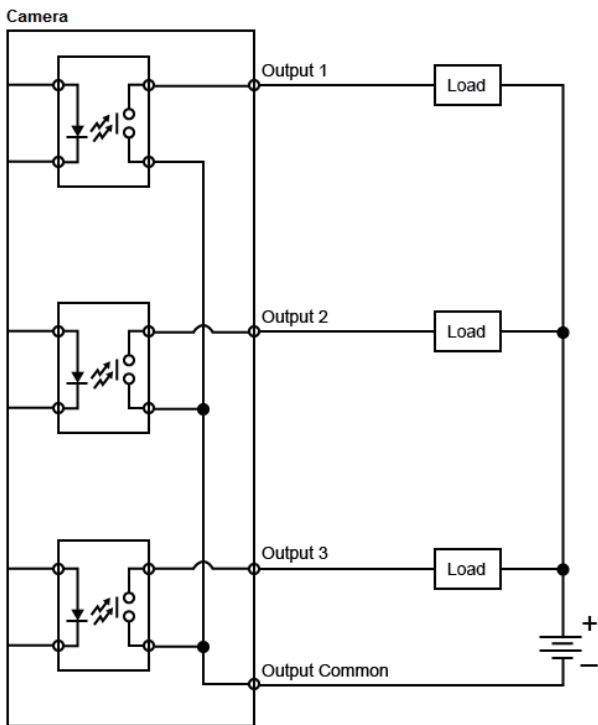 Camera
Output 1
Load
Output 2
Load
Output 3
Load
+
Output Common
−